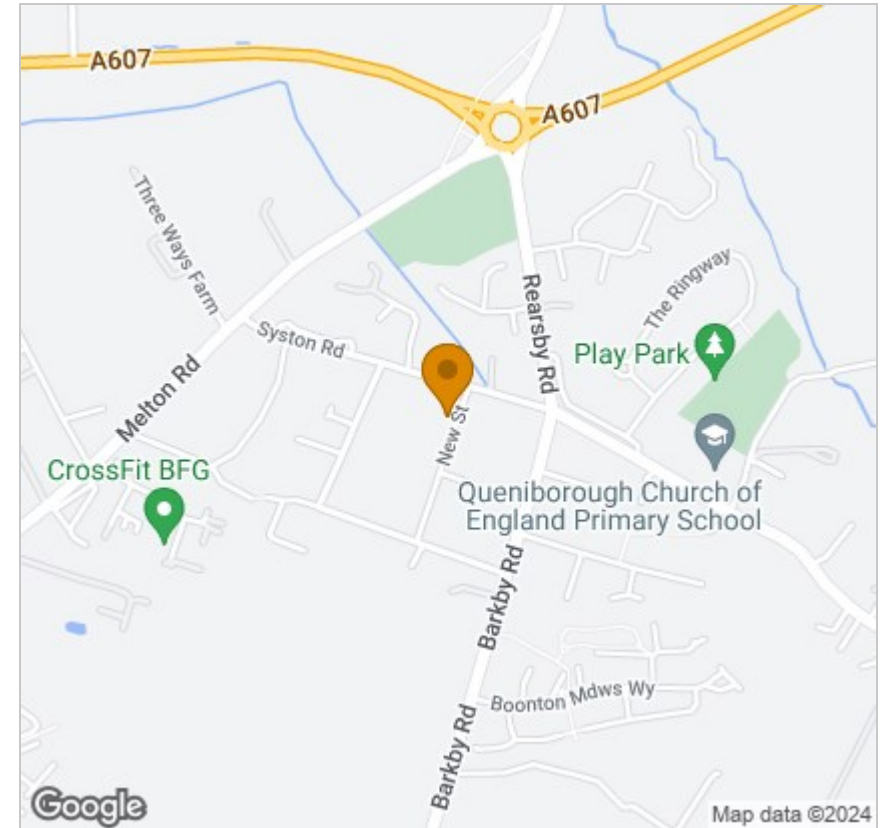 A607
A607
Three Ways Farm
Rearsby Rd
The Ringway
Syston Rd
Play Park
Melton Rd
New St
CrossFit BFG
Queniborough Church of
England Primary School
Barkby Rd
Boonton Mdws Wy
Barkby Rd
Google
Map data ©2024